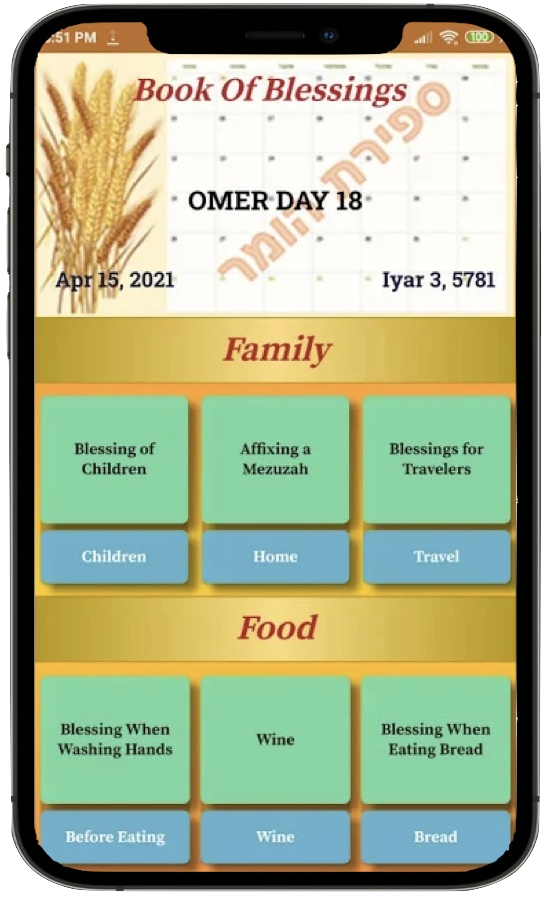 :51 PM
100
Book Of Blessings
ספירת העומר
OMER DAY 18
Apr 15, 2021
Iyar 3, 5781
Family
Blessing of
Children
Affixing a
Mezuzah
Blessings for
Travelers
Children
Home
Travel
Food
Blessing When
Washing Hands
Wine
Blessing When
Eating Bread
Before Eating
Wine
Bread